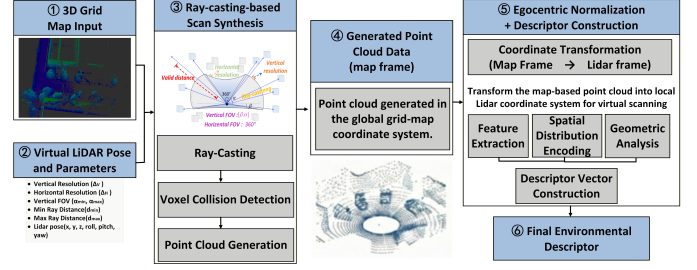 ① 3D Grid
Map Input
② Virtual LiDAR Pose
and Parameters
• Vertical Resolution (Δv )
• Horizontal Resolution (ΔH )
• Vertical FOV (αmin, αmax)
• Min Ray Distance(dmin)
• Max Ray Distance(dmax)
• Lidar pose(x, y, z, roll, pitch,
yaw)
③ Ray-casting-based
Scan Synthesis
Horizontal
resolution
Vertical
resolution
Valid distance
360°
Horizontal FOV : 360°
Ray-Casting
Voxel Collision Detection
Point Cloud Generation
④ Generated Point
Cloud Data
(map frame)
Point cloud generated in
the global grid-map
coordinate system.
⑤ Egocentric Normalization
+ Descriptor Construction
Coordinate Transformation
(Map Frame → Lidar frame)
Transform the map-based point cloud into local
Lidar coordinate system for virtual scanning
Feature
Extraction
Spatial
Distribution
Encoding
Geometric
Analysis
Descriptor Vector
Construction
⑥ Final Environmental
Descriptor